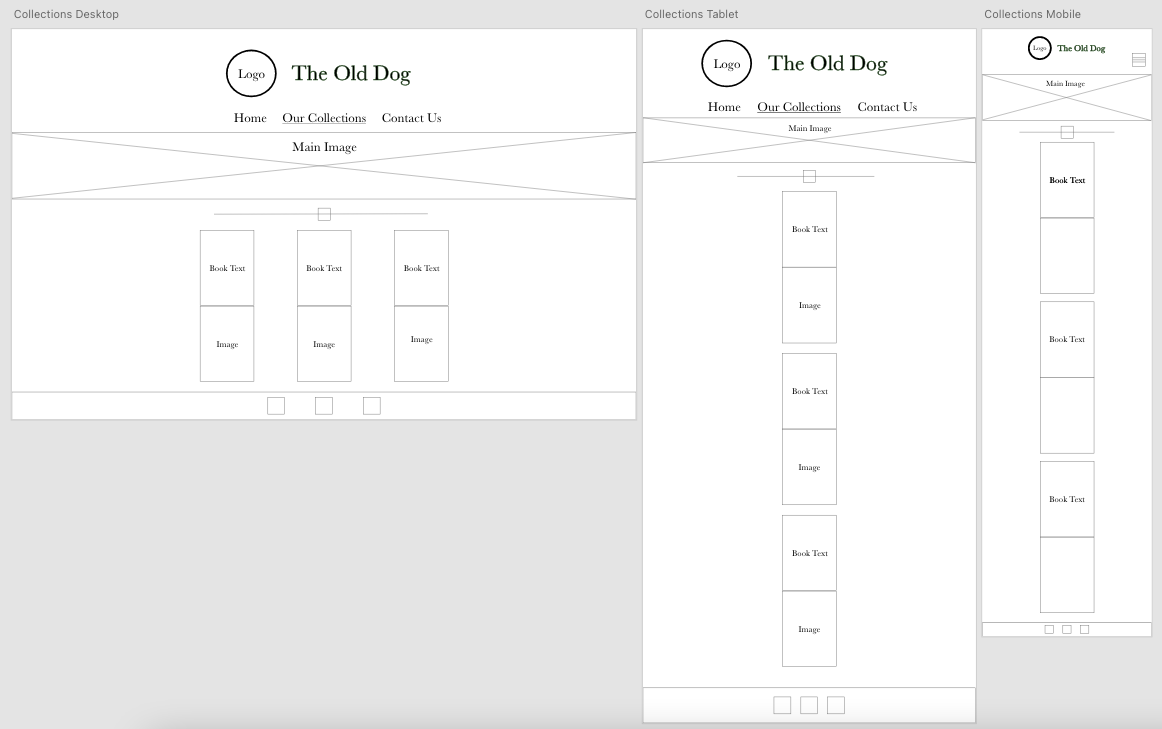 Collections Desktop
Logo
The Old Dog
Home Our Collections Contact Us
Main Image
Book Text Book Text Book Text
Image Image Image
Collections Tablet
Logo
The Old Dog
Home Our Collections Contact Us
Main Image
Book Text
Image
Book Text
Image
Book Text
Image
Collections Mobile
Logo
The Old Dog
Main Image
Book Text
Book Text
Book Text